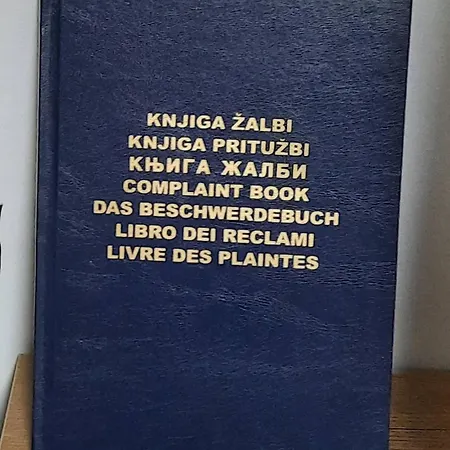 KNJIGA ŽALBI
KNJIGA PRITUŽBI
КЊИГА ЖАЛБИ
COMPLAINT BOOK
DAS BESCHWERDEBUCH
LIBRO DEI RECLAMI
LIVRE DES PLAINTES